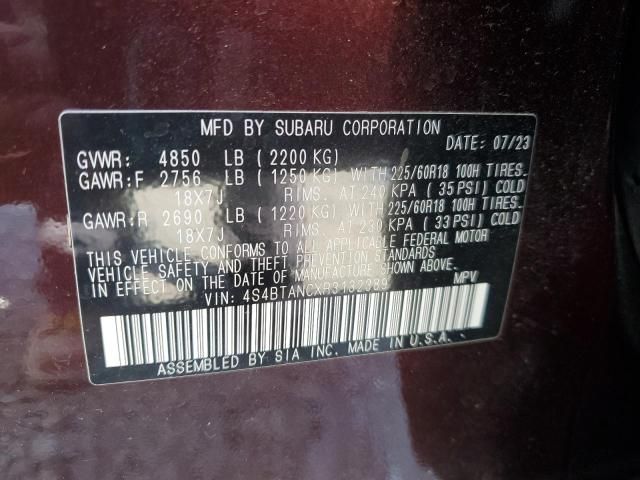 MFD BY SUBARU CORPORATION
DATE: 07/23
GVWR: 4850 LB (2200 KG)
GAWR:F 2756 LB (1250 KG) WITH 225/60R18 100H TIRES,
18X7J RIMS, AT 240 KPA (35 PSI) COLD
GAWR:R 2690 LB (1220 KG) WITH 225/60R18 100H TIRES,
18X7J RIMS, AT 230 KPA (33 PSI) COLD
THIS VEHICLE CONFORMS TO ALL APPLICABLE FEDERAL MOTOR
VEHICLE SAFETY AND THEFT PREVENTION STANDARDS
IN EFFECT ON THE DATE OF MANUFACTURE SHOWN ABOVE.
VIN: 4S4BTANCXR3132389 MPV
ASSEMBLED BY SIA INC. MADE IN U.S.A.